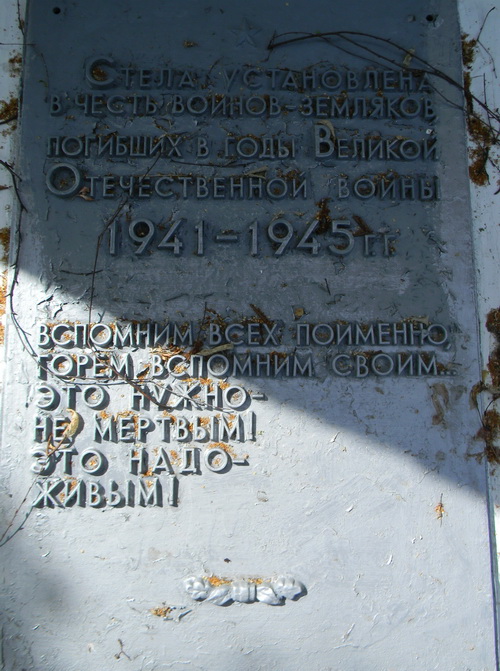 Стела установлена
в честь воинов-земляков
погибших в годы Великой
Отечественной войны
1941-1945 гг
вспомним всех поименно,
горем вспомним своим...
это нужно-
не мертвым!
это надо-
живым!